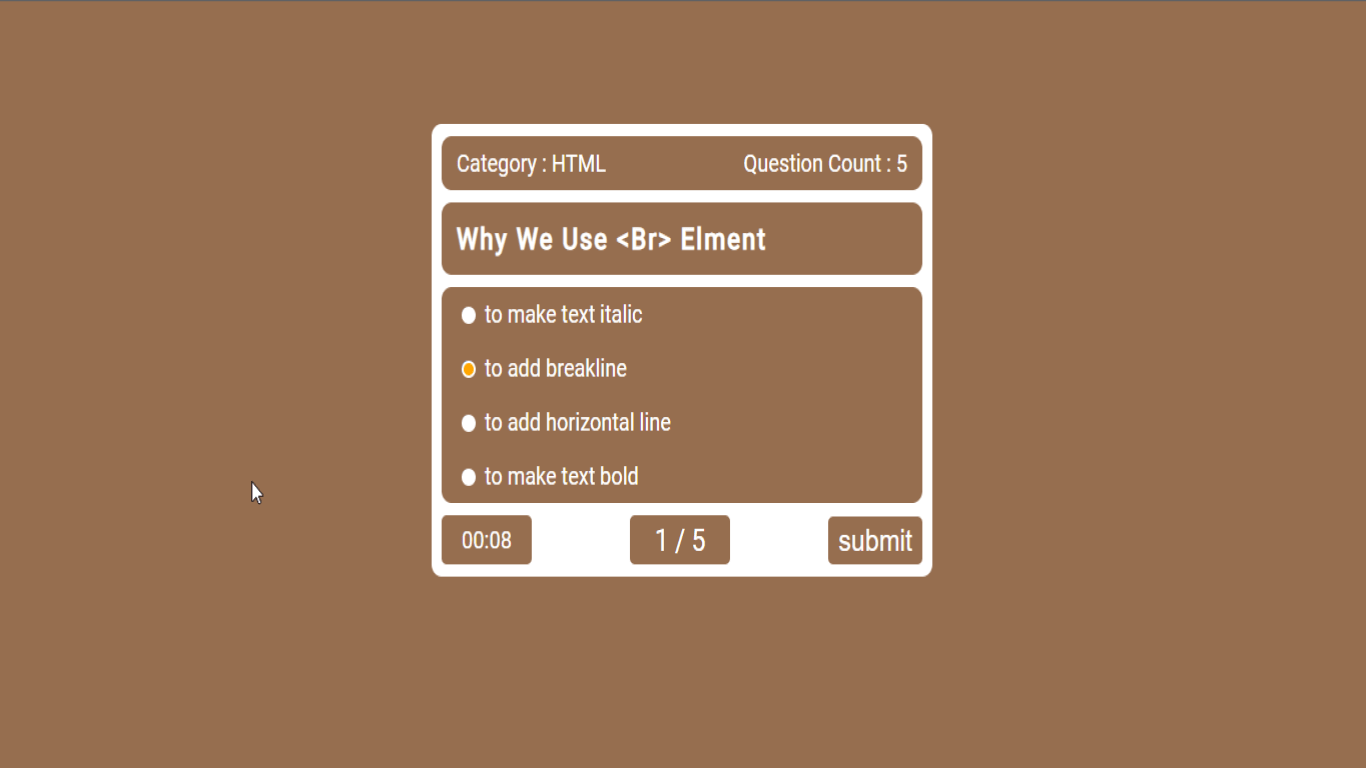 Category : HTML
Question Count : 5
Why We Use <Br> Elment
to make text italic
to add breakline
to add horizontal line
to make text bold
00:08
1 / 5
submit